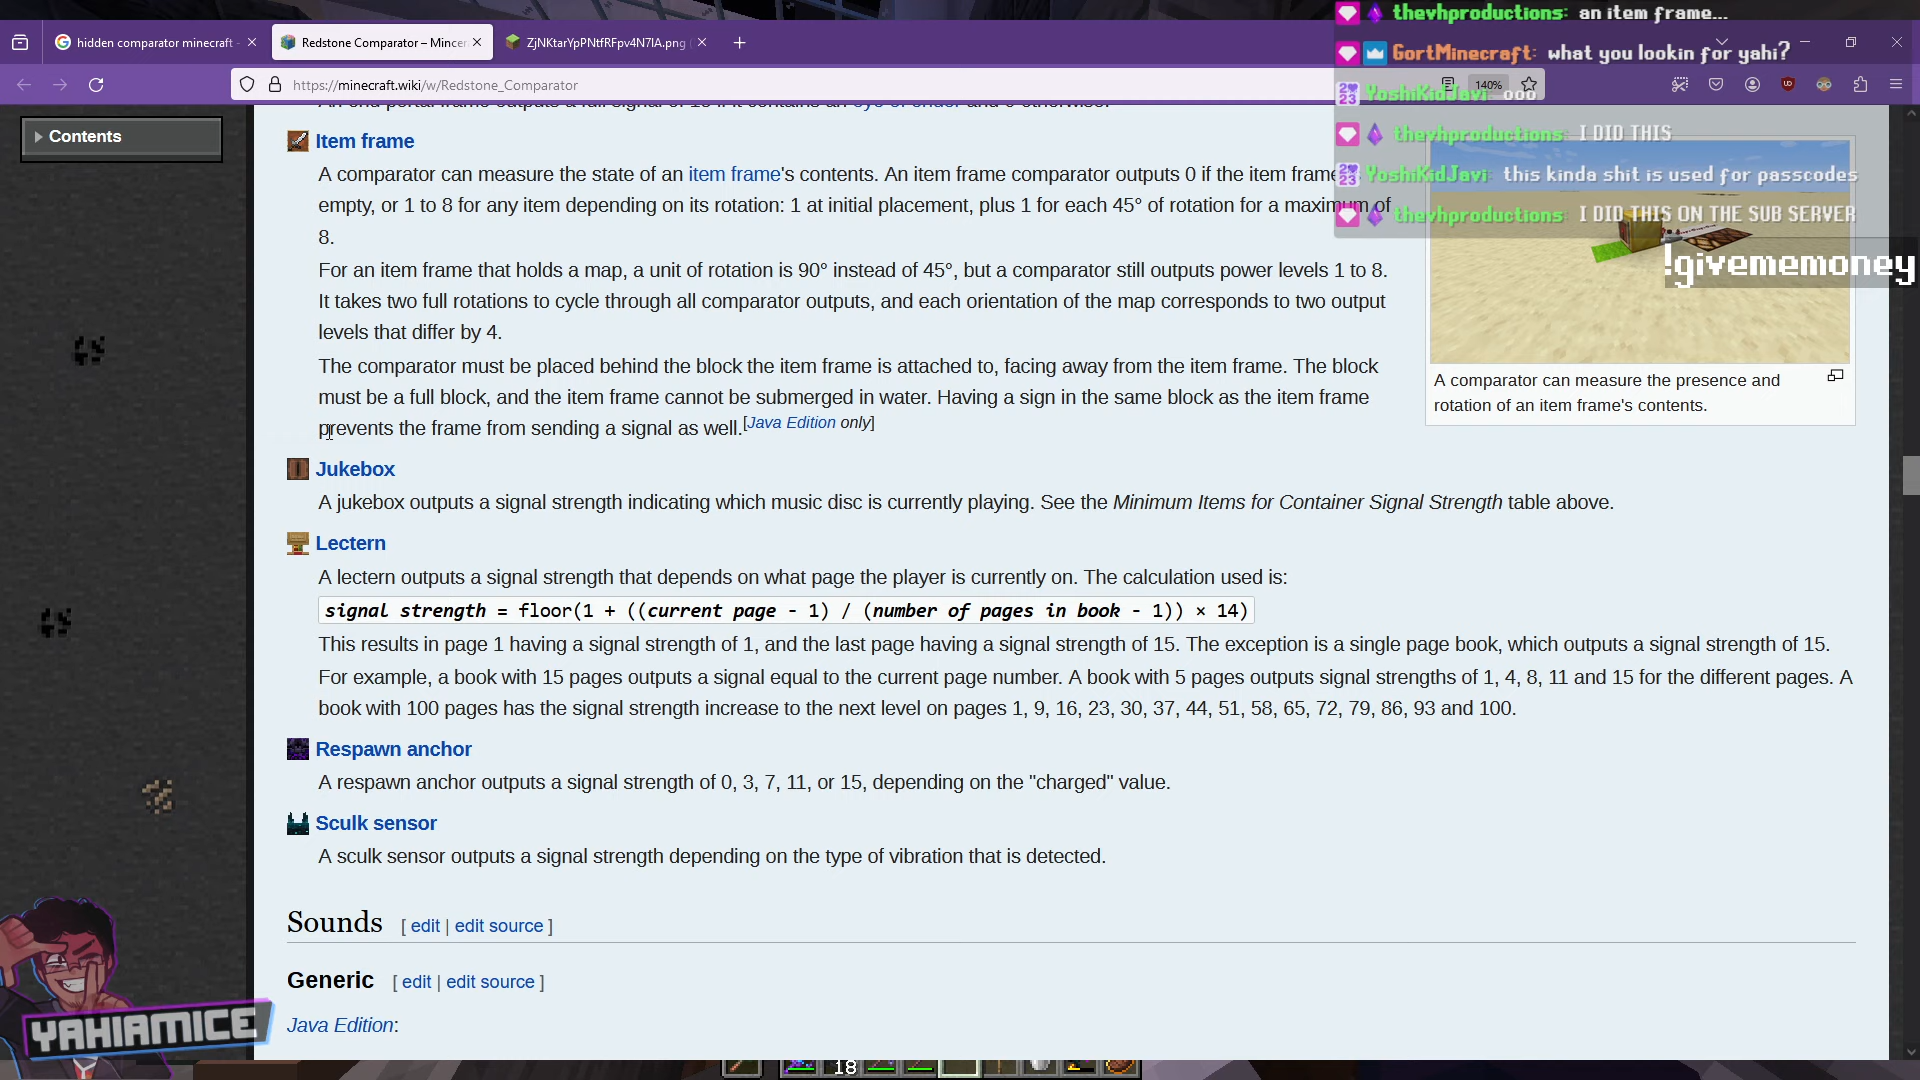 hidden comparator minecraft -
Redstone Comparator – Mincer
ZjNKtarYpPNtfRFpv4N7IA.png (
thevhproductions: an item frame...
GortMinecraft: what you lookin for yahi?
https://minecraft.wiki/w/Redstone_Comparator
140%
YoshiKidJavi: ooo
thevhproductions: I DID THIS
YoshiKidJavi: this kinda shit is used for passcodes
thevhproductions: I DID THIS ON THE SUB SERVER
!givememoney
Contents
Item frame
A comparator can measure the state of an item frame's contents. An item frame comparator outputs 0 if the item frame
empty, or 1 to 8 for any item depending on its rotation: 1 at initial placement, plus 1 for each 45° of rotation for a maximum of
8.
For an item frame that holds a map, a unit of rotation is 90° instead of 45°, but a comparator still outputs power levels 1 to 8.
It takes two full rotations to cycle through all comparator outputs, and each orientation of the map corresponds to two output
levels that differ by 4.
The comparator must be placed behind the block the item frame is attached to, facing away from the item frame. The block
must be a full block, and the item frame cannot be submerged in water. Having a sign in the same block as the item frame
prevents the frame from sending a signal as well.[Java Edition only]
A comparator can measure the presence and
rotation of an item frame's contents.
Jukebox
A jukebox outputs a signal strength indicating which music disc is currently playing. See the Minimum Items for Container Signal Strength table above.
Lectern
A lectern outputs a signal strength that depends on what page the player is currently on. The calculation used is:
signal strength = floor(1 + ((current page - 1) / (number of pages in book - 1)) × 14)
This results in page 1 having a signal strength of 1, and the last page having a signal strength of 15. The exception is a single page book, which outputs a signal strength of 15.
For example, a book with 15 pages outputs a signal equal to the current page number. A book with 5 pages outputs signal strengths of 1, 4, 8, 11 and 15 for the different pages. A
book with 100 pages has the signal strength increase to the next level on pages 1, 9, 16, 23, 30, 37, 44, 51, 58, 65, 72, 79, 86, 93 and 100.
Respawn anchor
A respawn anchor outputs a signal strength of 0, 3, 7, 11, or 15, depending on the "charged" value.
Sculk sensor
A sculk sensor outputs a signal strength depending on the type of vibration that is detected.
Sounds [ edit | edit source ]
Generic [ edit | edit source ]
Java Edition:
YAHIAMICE
18